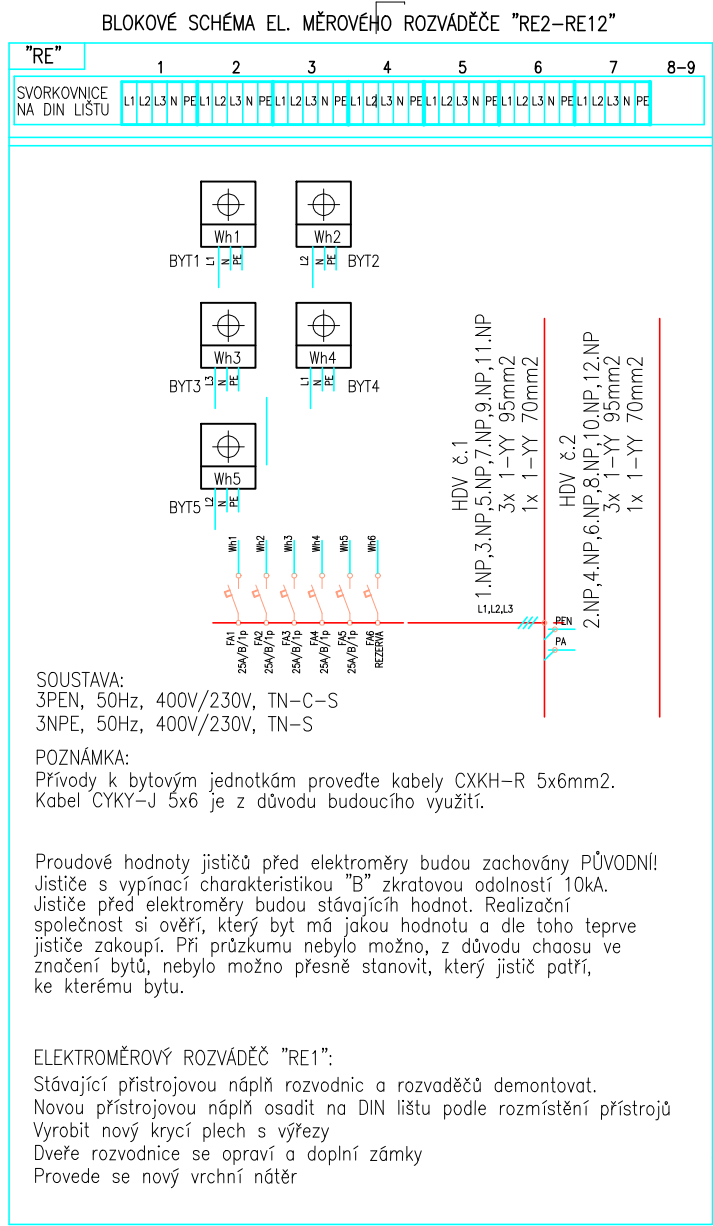 BLOKOVÉ SCHÉMA EL. MĚROVÉHO ROZVÁDĚČE "RE2-RE12"
"RE"
1 2 3 4 5 6 7 8-9
SVORKOVNICE
NA DIN LIŠTU
L1 L2 L3 N PE L1 L2 L3 N PE L1 L2 L3 N PE L1 L2 L3 N PE L1 L2 L3 N PE L1 L2 L3 N PE L1 L2 L3 N PE
Wh1 Wh2
BYT1 L1 N PE L2 N PE BYT2
Wh3 Wh4
BYT3 L3 N PE L1 N PE BYT4
Wh5
BYT5 L2 N PE
HDV č.1
1.NP,3.NP,5.NP,7.NP,9.NP,11.NP
3x 1-YY 95mm2
1x 1-YY 70mm2
HDV č.2
2.NP,4.NP,6.NP,8.NP,10.NP,12.NP
3x 1-YY 95mm2
1x 1-YY 70mm2
Wh1 Wh2 Wh3 Wh4 Wh5 Wh6
L1,L2,L3
PEN
PA
FA1
25A/B/1p
FA2
25A/B/1p
FA3
25A/B/1p
FA4
25A/B/1p
FA5
25A/B/1p
FA6
REZERVA
SOUSTAVA:
3PEN, 50Hz, 400V/230V, TN-C-S
3NPE, 50Hz, 400V/230V, TN-S
POZNÁMKA:
Přívody k bytovým jednotkám proveďte kabely CXKH-R 5x6mm2.
Kabel CYKY-J 5x6 je z důvodu budoucího využití.
Proudové hodnoty jističů před elektroměry budou zachovány PŮVODNÍ!
Jističe s vypínací charakteristikou "B" zkratovou odolností 10kA.
Jističe před elektroměry budou stávajícíh hodnot. Realizační
společnost si ověří, který byt má jakou hodnotu a dle toho teprve
jističe zakoupí. Při průzkumu nebylo možno, z důvodu chaosu ve
značení bytů, nebylo možno přesně stanovit, který jistič patří,
ke kterému bytu.
ELEKTROMĚROVÝ ROZVÁDĚČ "RE1":
Stávající přistrojovou náplň rozvodnic a rozvaděčů demontovat.
Novou přístrojovou náplň osadit na DIN lištu podle rozmístění přístrojů
Vyrobit nový krycí plech s výřezy
Dveře rozvodnice se opraví a doplní zámky
Provede se nový vrchní nátěr